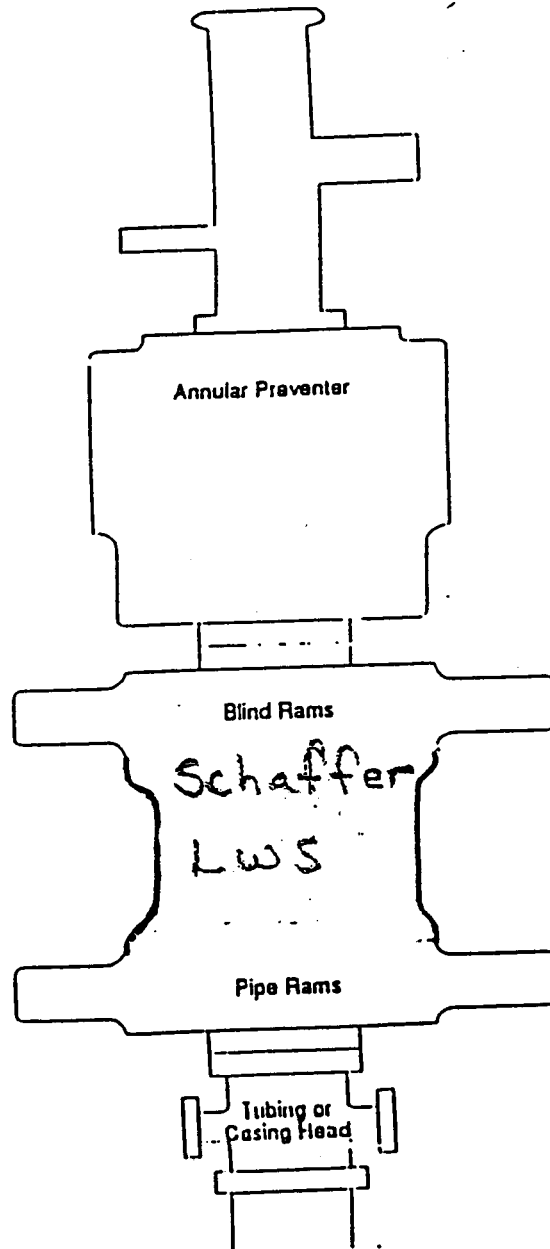 Annular Preventer
Blind Rams
Schaffer
LWS
Pipe Rams
Tubing or
Casing Head